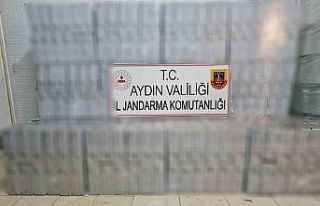 T.C.
AYDIN VALİLİĞİ
İL JANDARMA KOMUTANLIĞI